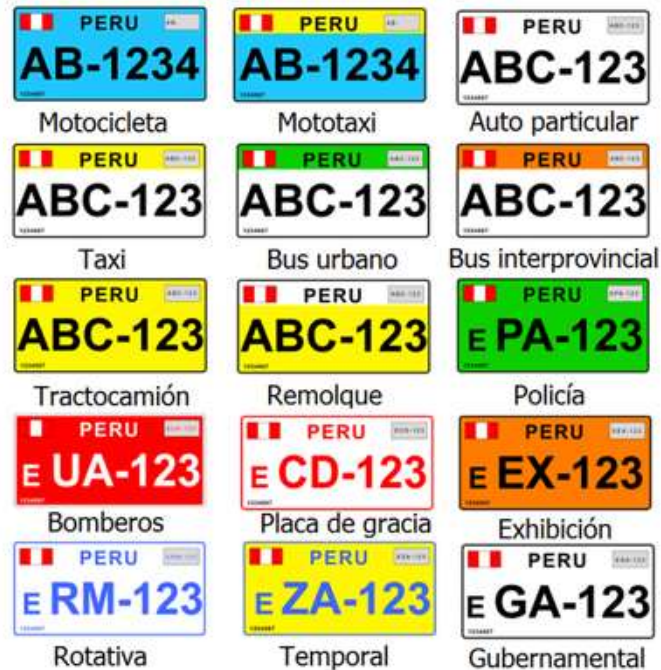 PERU PERU PERU
AB-1234 AB-1234 ABC-123
Motocicleta Mototaxi Auto particular
PERU PERU PERU
ABC-123 ABC-123 ABC-123
Taxi Bus urbano Bus interprovincial
PERU PERU PERU
ABC-123 ABC-123 E PA-123
Tractocamión Remolque Policía
PERU PERU PERU
E UA-123 E CD-123 E EX-123
Bomberos Placa de gracia Exhibición
PERU PERU PERU
E RM-123 E ZA-123 E GA-123
Rotativa Temporal Gubernamental